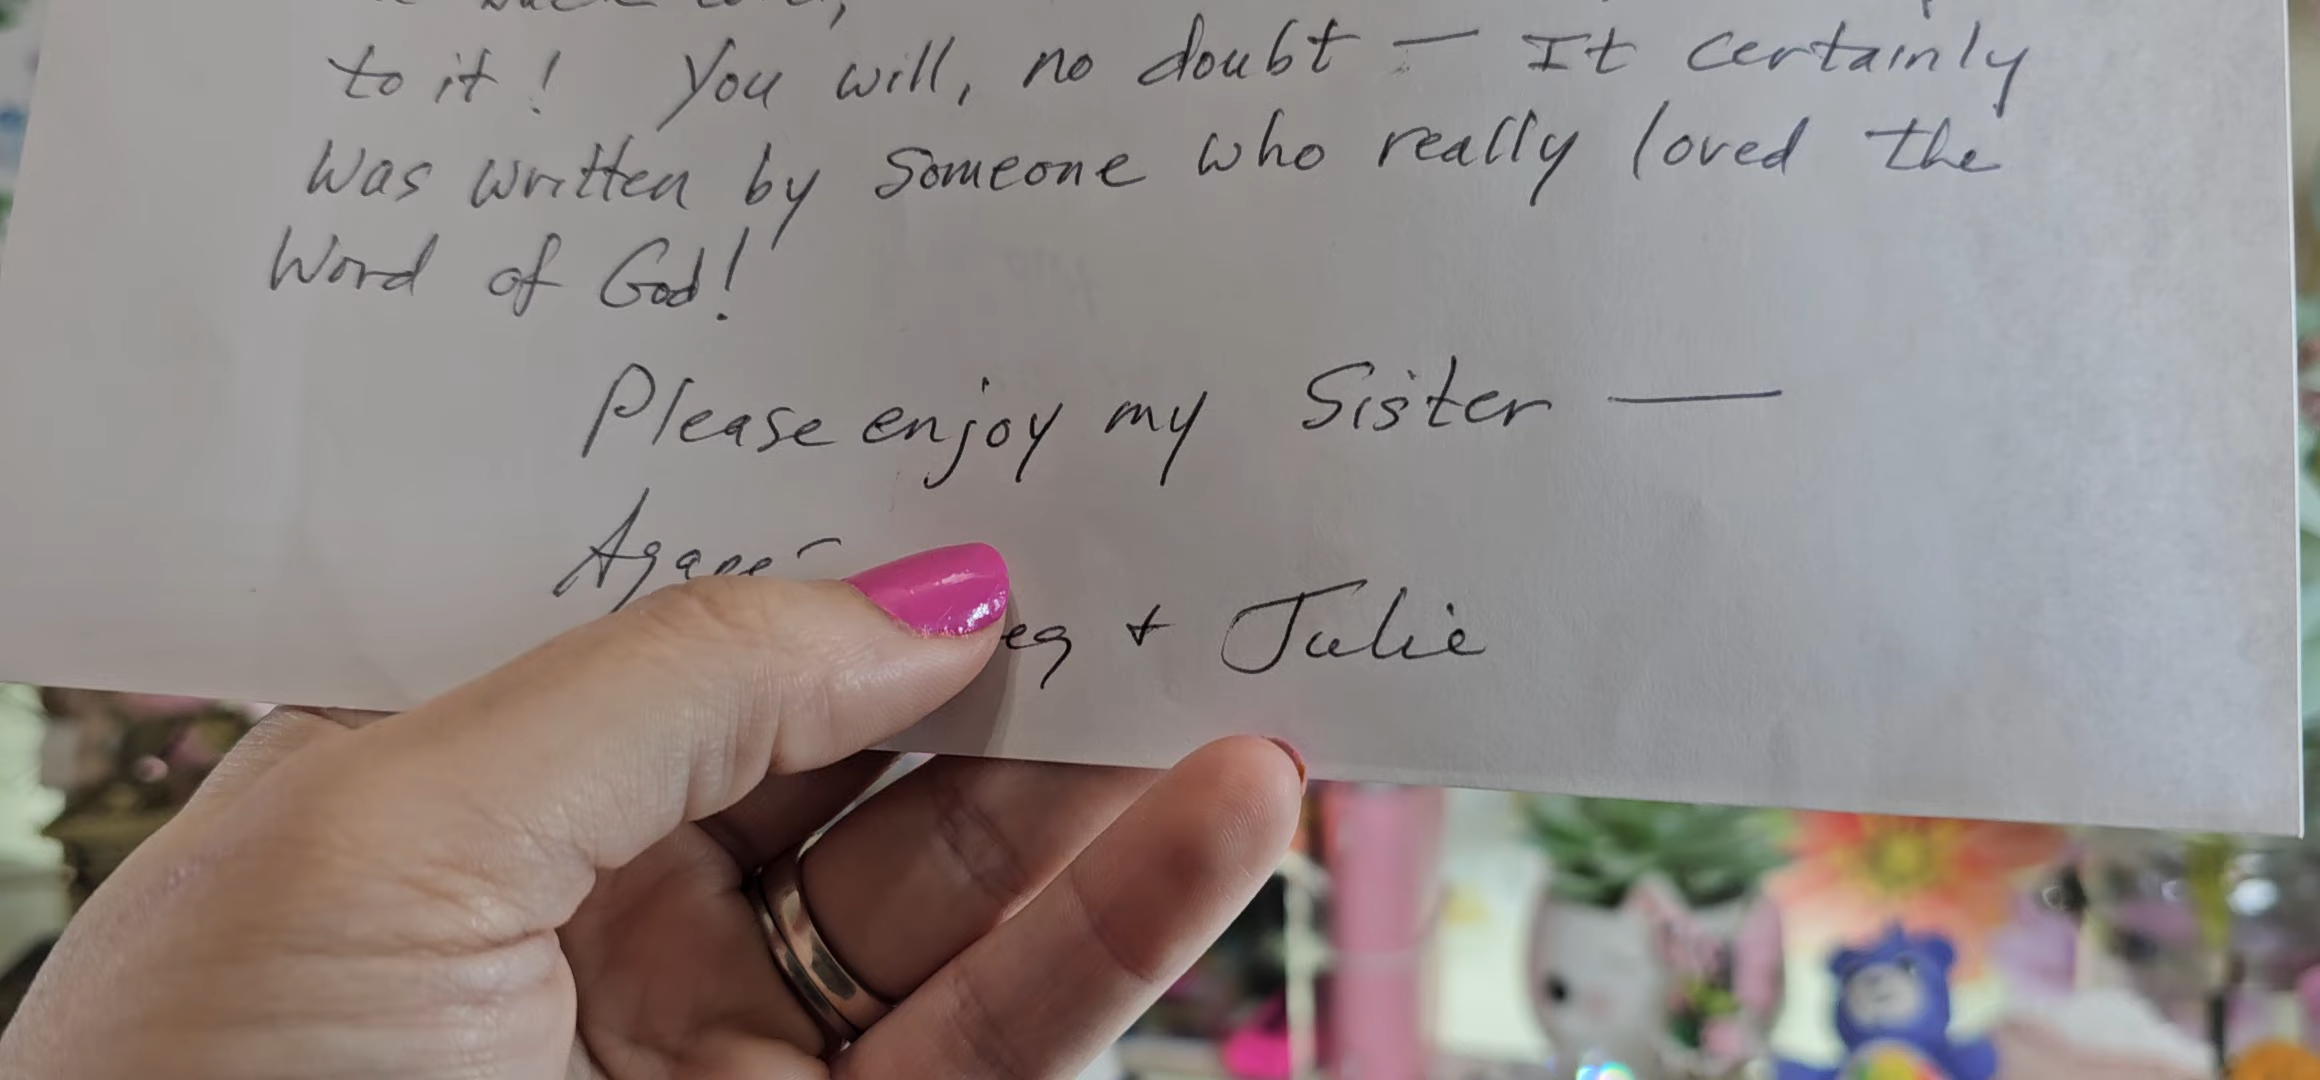 to it! You will, no doubt — It certainly
was written by someone who really loved the
Word of God!
Please enjoy my Sister —
Agape -
+ Julie